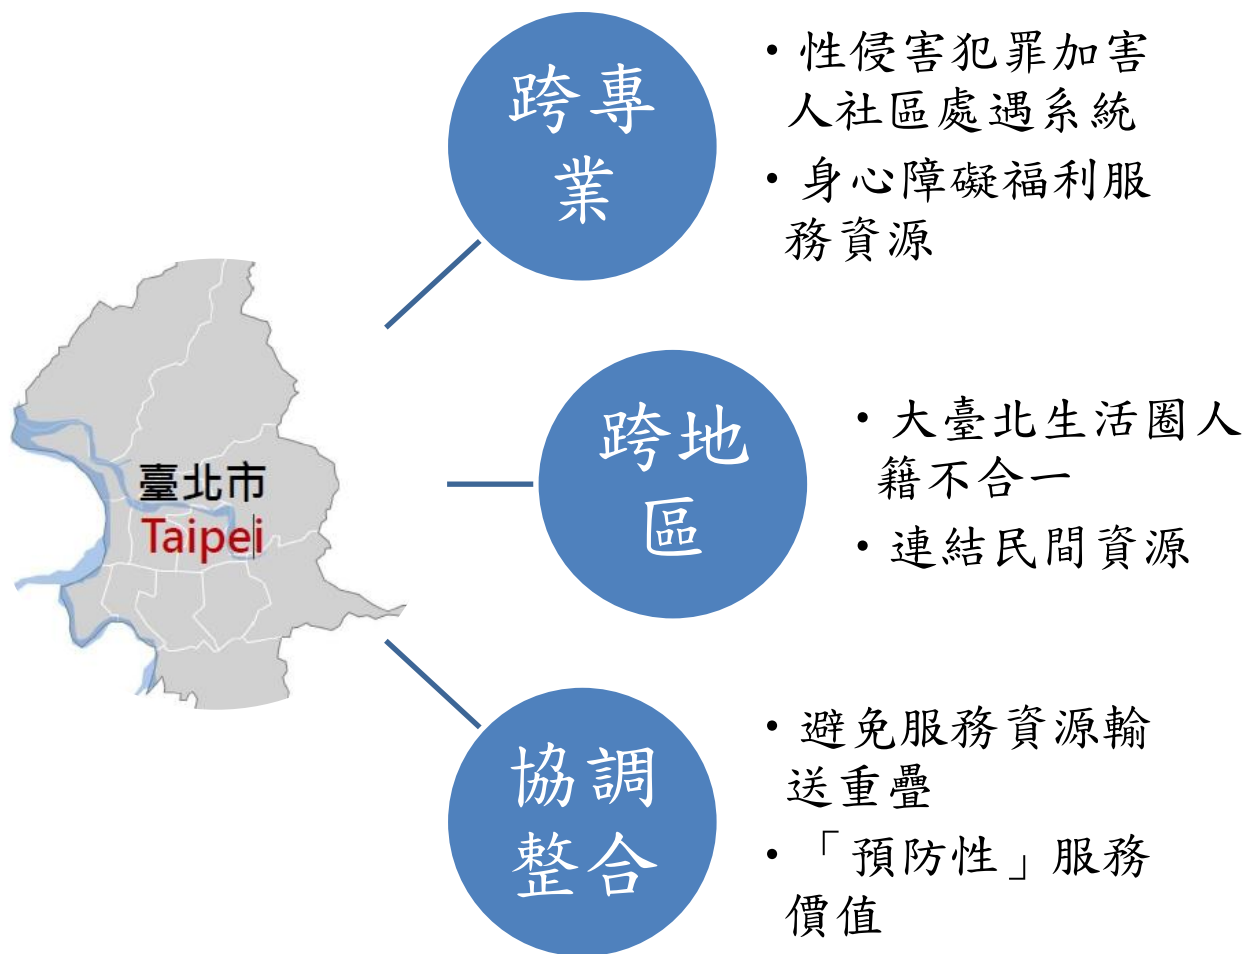 跨專
業
• 性侵害犯罪加害
人社區處遇系統
• 身心障礙福利服
務資源
臺北市
Taipei
跨地
區
• 大臺北生活圈人
籍不合一
• 連結民間資源
協調
整合
• 避免服務資源輸
送重疊
• 「預防性」服務
價值